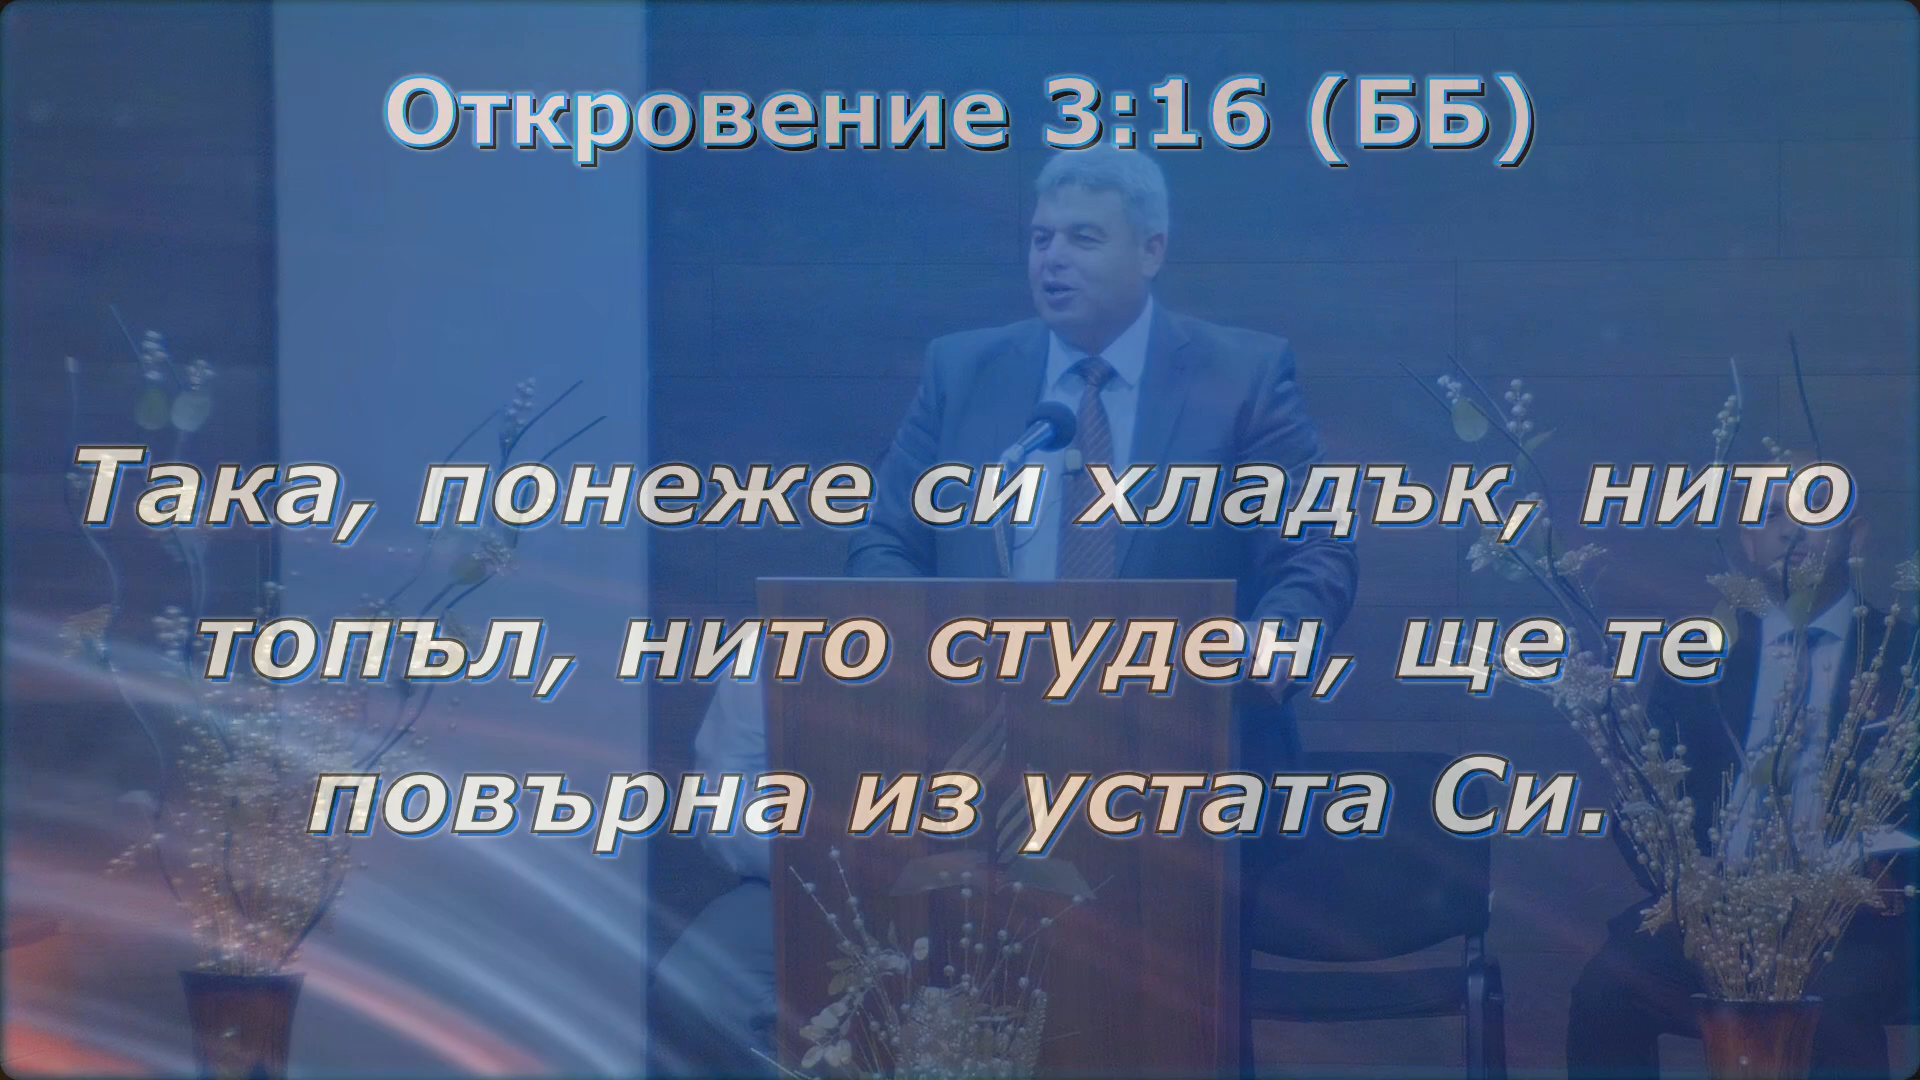 Откровение 3:16 (ББ)
Така, понеже си хладък, нито
топъл, нито студен, ще те
повърна из устата Си.